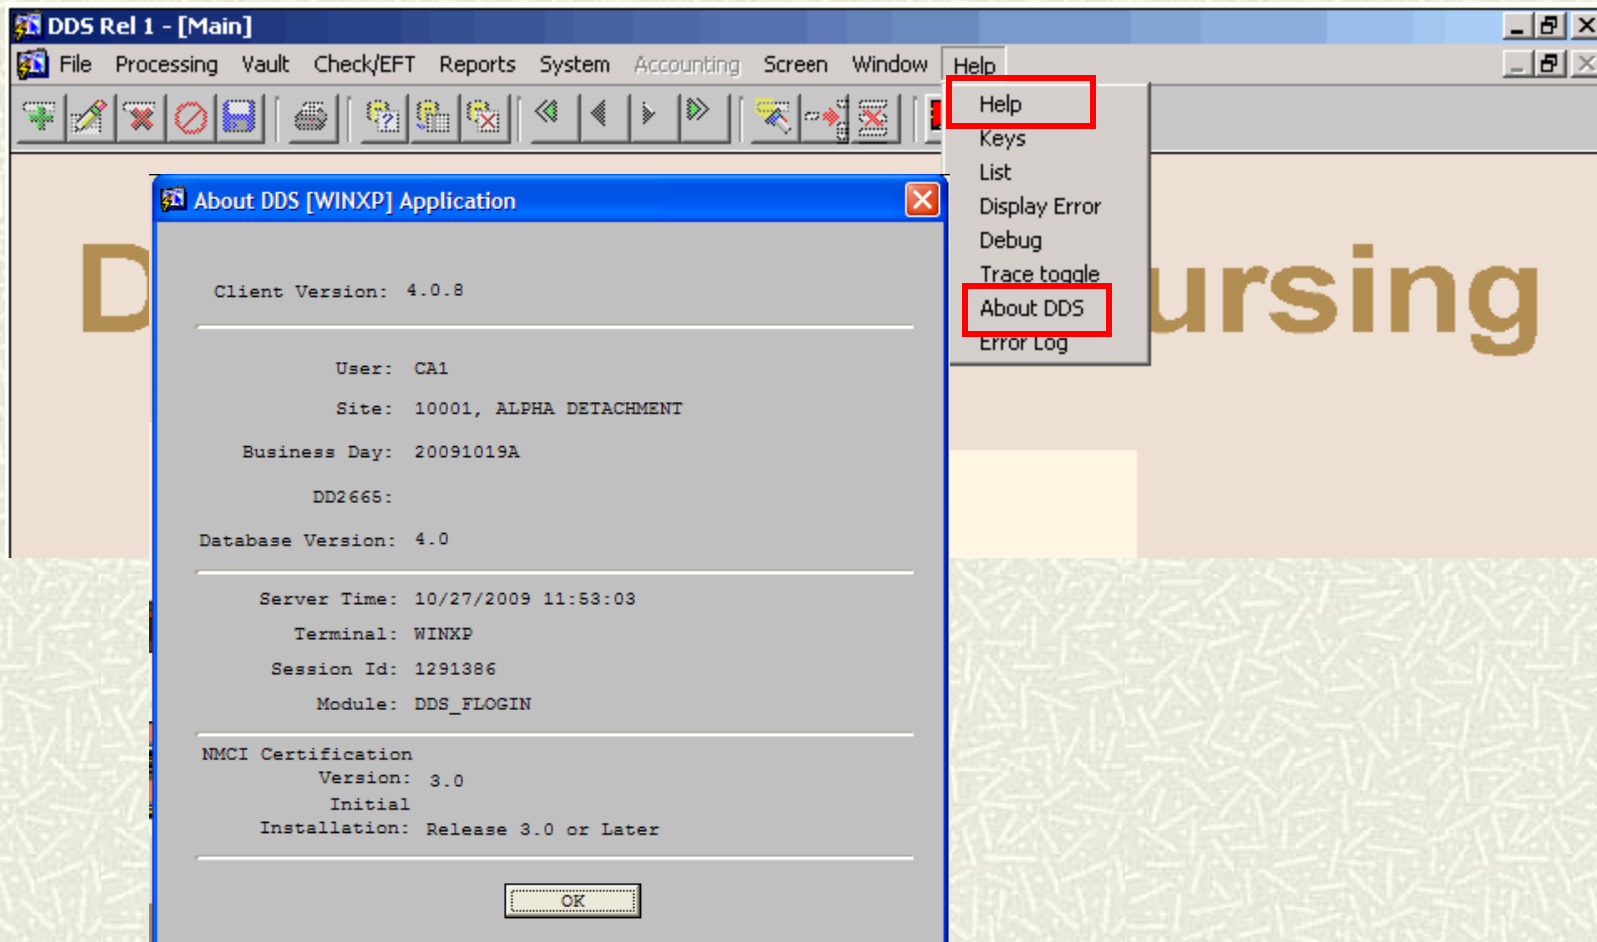 DDS Rel 1 - [Main]
File Processing Vault Check/EFT Reports System Accounting Screen Window Help
Help
Keys
List
Display Error
Debug
Trace toggle
About DDS
Error Log
D ursing
About DDS [WINXP] Application
Client Version: 4.0.8
User: CA1
Site: 10001, ALPHA DETACHMENT
Business Day: 20091019A
DD2665:
Database Version: 4.0
Server Time: 10/27/2009 11:53:03
Terminal: WINXP
Session Id: 1291386
Module: DDS_FLOGIN
NMCI Certification
Version: 3.0
Initial
Installation: Release 3.0 or Later
OK